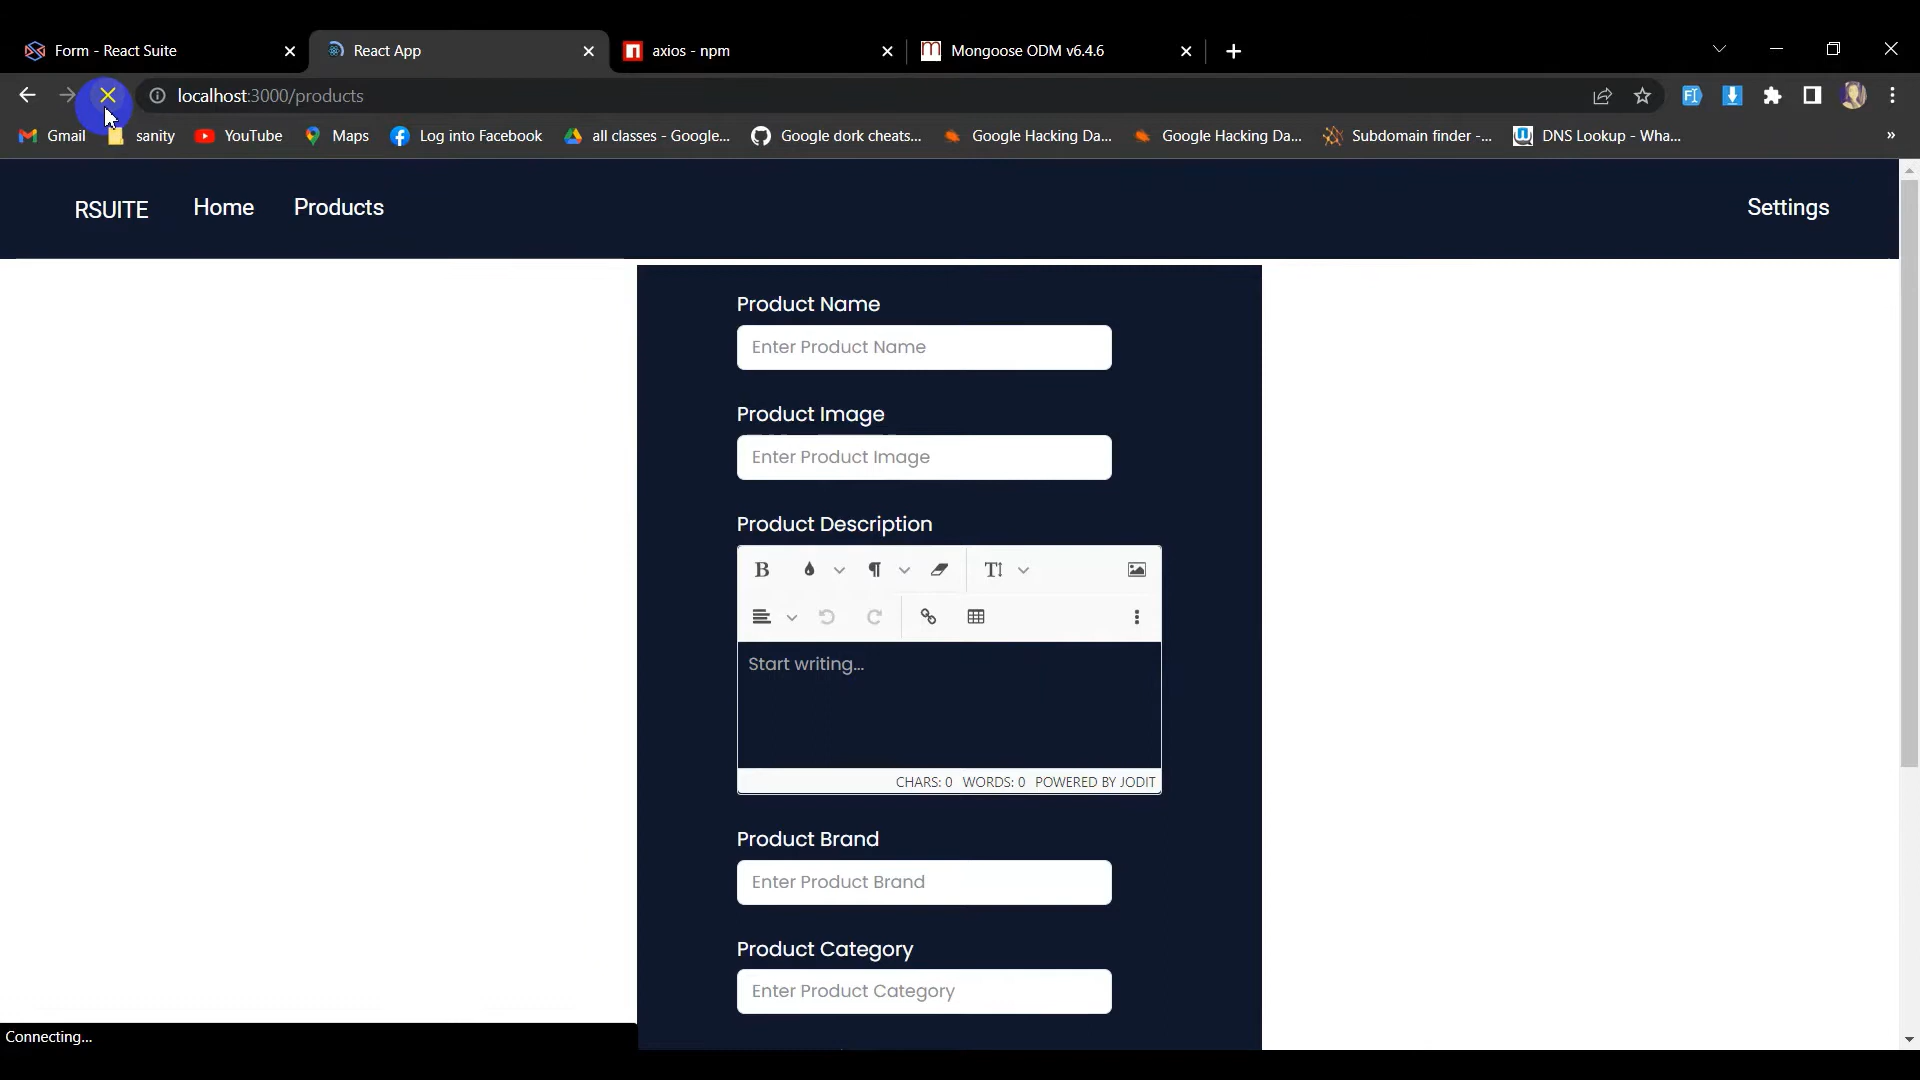 Form - React Suite
React App
axios - npm
Mongoose ODM v6.4.6
localhost:3000/products
Gmail
sanity
YouTube
Maps
Log into Facebook
all classes - Google...
Google dork cheats...
Google Hacking Da...
Google Hacking Da...
Subdomain finder -...
DNS Lookup - Wha...
»
RSUITE
Home
Products
Settings
Product Name
Enter Product Name
Product Image
Enter Product Image
Product Description
Start writing...
CHARS: 0 WORDS: 0 POWERED BY JODIT
Product Brand
Enter Product Brand
Product Category
Enter Product Category
Connecting...